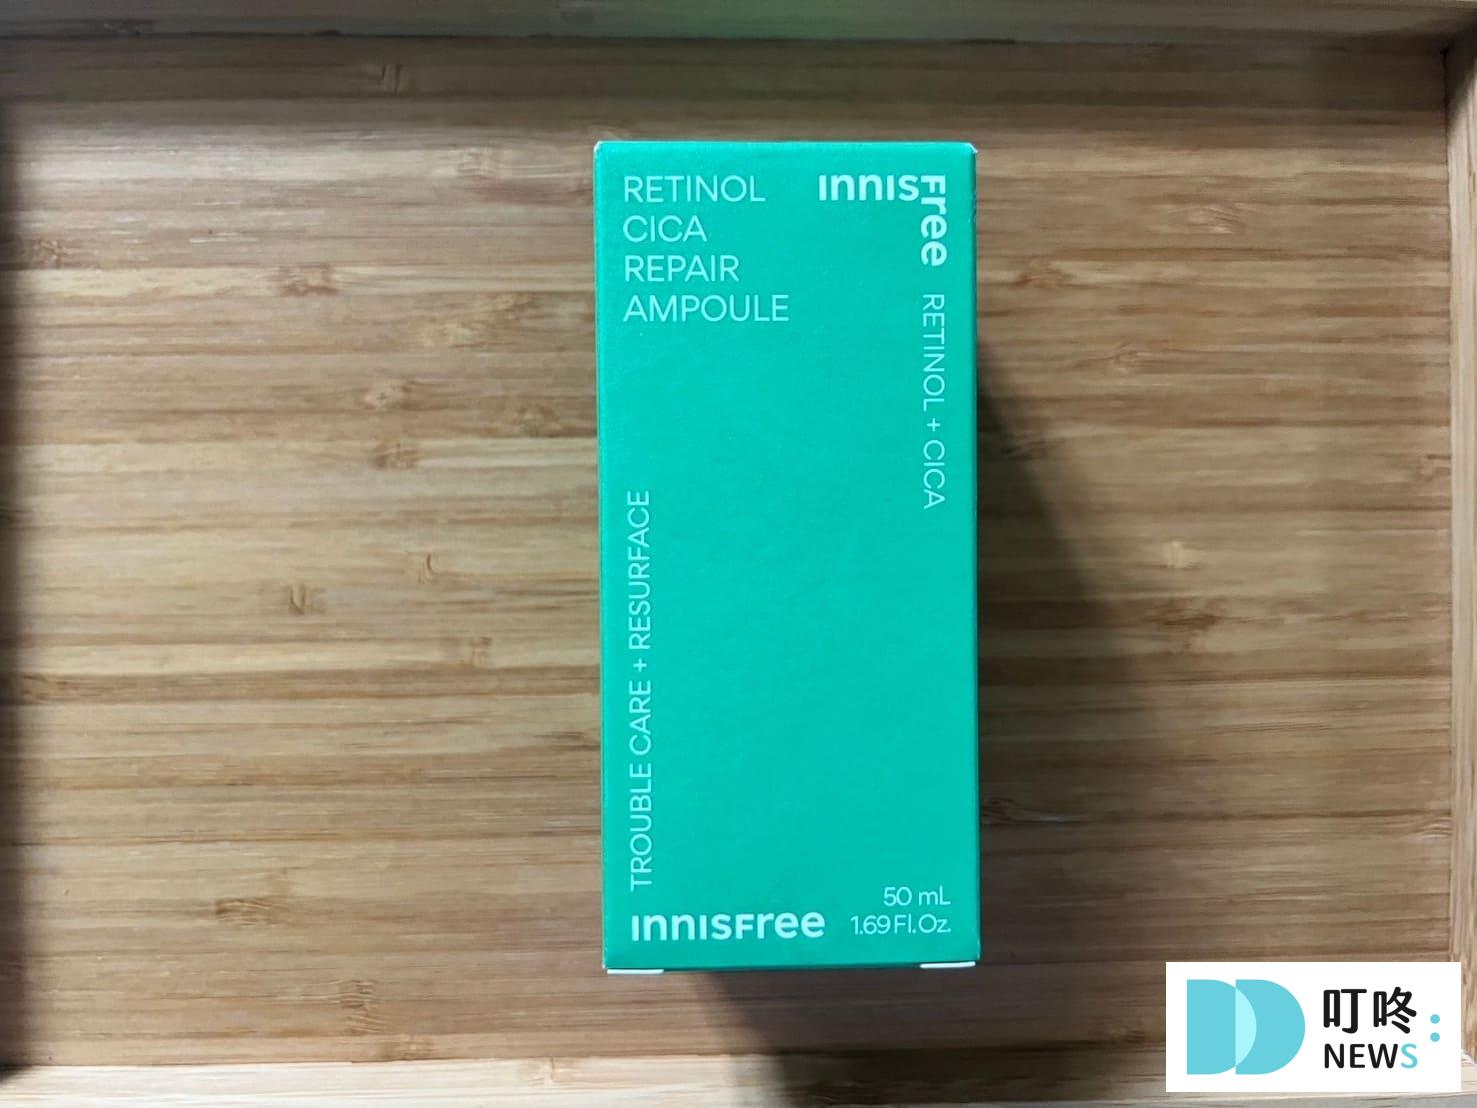 RETINOL
CICA
REPAIR
AMPOULE
innisfree
RETINOL + CICA
TROUBLE CARE + RESURFACE
innisfree
50 mL
1.69 Fl. Oz.
叮咚
NEWS